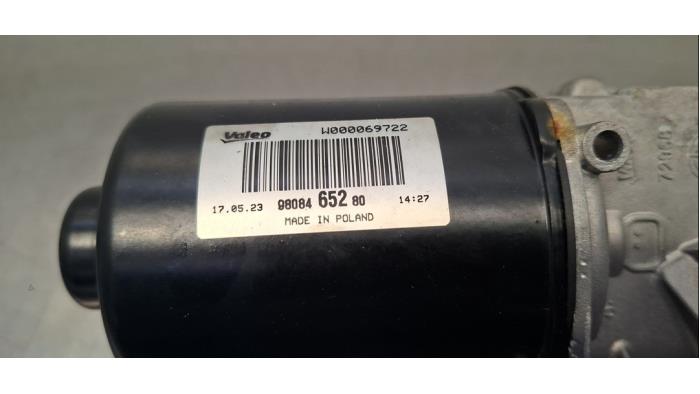 Valeo W000069722
17.05.23 98084 652 80 14:27
MADE IN POLAND